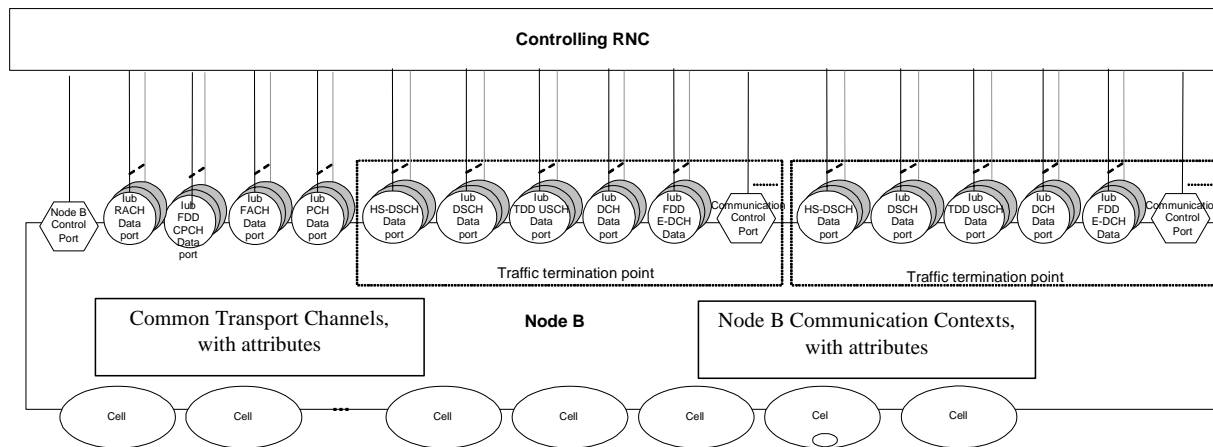 Controlling RNC
Node B
Control
Port
Iub
RACH
Data
port
Iub
FDD
CPCH
Data
port
Iub
FACH
Data
port
Iub
PCH
Data
port
HS-DSCH
Data
port
Iub
DSCH
Data
port
Iub
TDD USCH
Data
port
Iub
DCH
Data
port
Iub
FDD
E-DCH
Data
Communication
Control
Port
HS-DSCH
Data
port
Iub
DSCH
Data
port
Iub
TDD USCH
Data
port
Iub
DCH
Data
port
Iub
FDD
E-DCH
Data
Communication
Control
Port
Traffic termination point
Traffic termination point
Common Transport Channels,
with attributes
Node B
Node B Communication Contexts,
with attributes
Cell
Cell
Cell
Cell
Cell
Cel
Cell